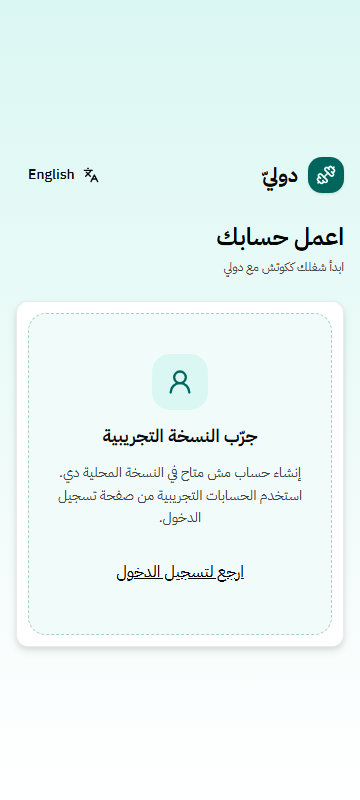 دوليّ
English
اعمل حسابك
ابدأ شغلك ككوتش مع دولي
جرّب النسخة التجريبية
إنشاء حساب مش متاح في النسخة المحلية دي.
استخدم الحسابات التجريبية من صفحة تسجيل
الدخول.
ارجع لتسجيل الدخول